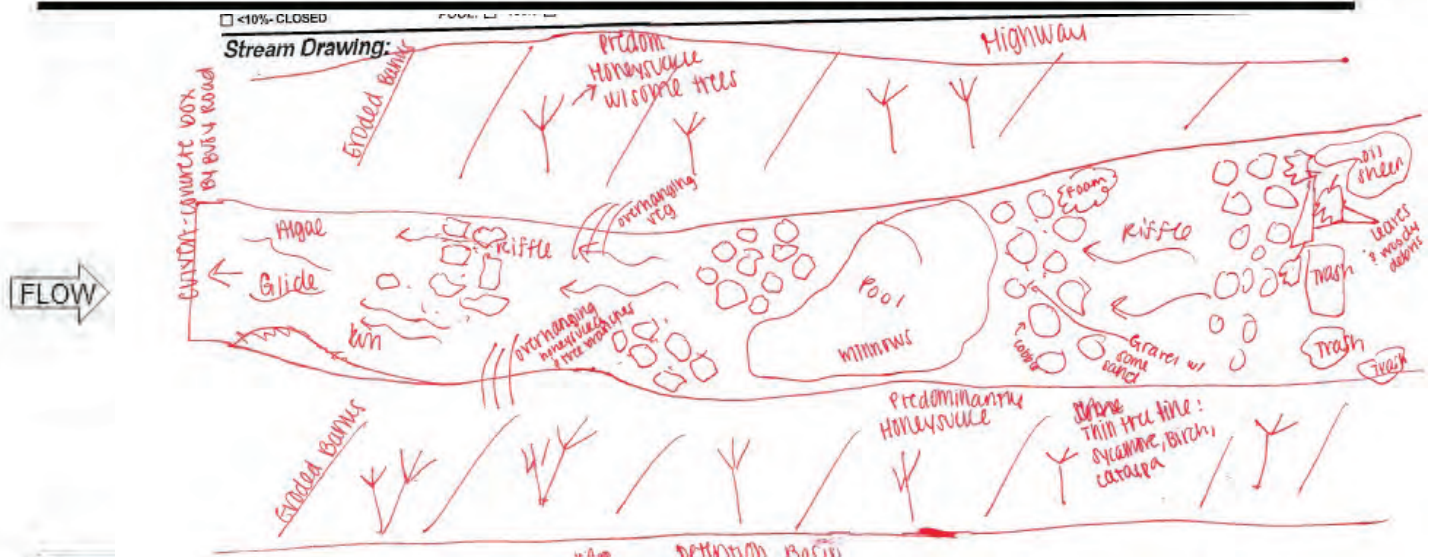 <10%- CLOSED
Stream Drawing:
Highway
Predom
Honeysuckle
w/some trees
Eroded Banks
concrete box
By Busy Road
FLOW
Algae
Glide
Riffle
overhanging
veg
overhanging
honeysuckle
& tree branches
Pool
minnows
Foam
Riffle
cobble
Gravel w/
some
sand
oil
sheen
leaves
& woody
debris
Trash
Trash
Trash
Eroded Banks
Predominantly
Honeysuckle
Thin tree line:
sycamore, Birch,
catalpa
Detention Basin